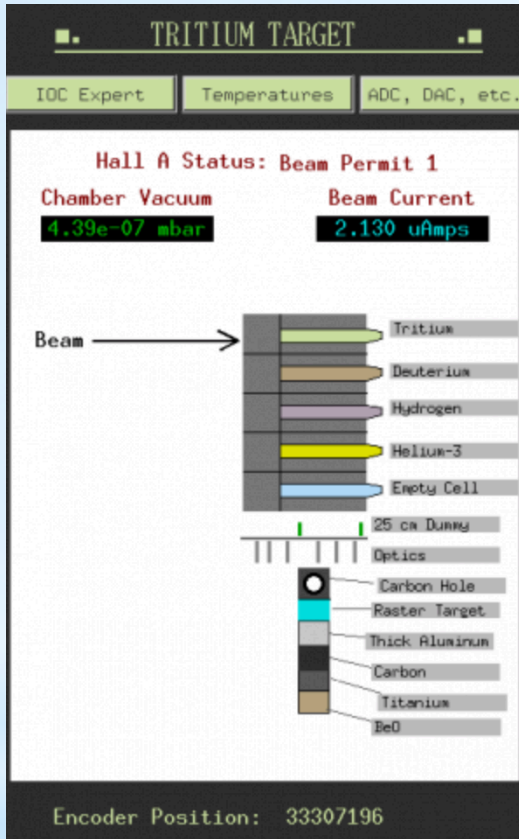 TRITIUM TARGET
IOC Expert Temperatures ADC, DAC, etc.
Hall A Status: Beam Permit 1
Chamber Vacuum Beam Current
4.39e-07 mbar 2.130 uAmps
Tritium
Beam
Deuterium
Hydrogen
Helium-3
Empty Cell
25 cm Dummy
Optics
Carbon Hole
Raster Target
Thick Aluminum
Carbon
Titanium
BeO
Encoder Position: 33307196